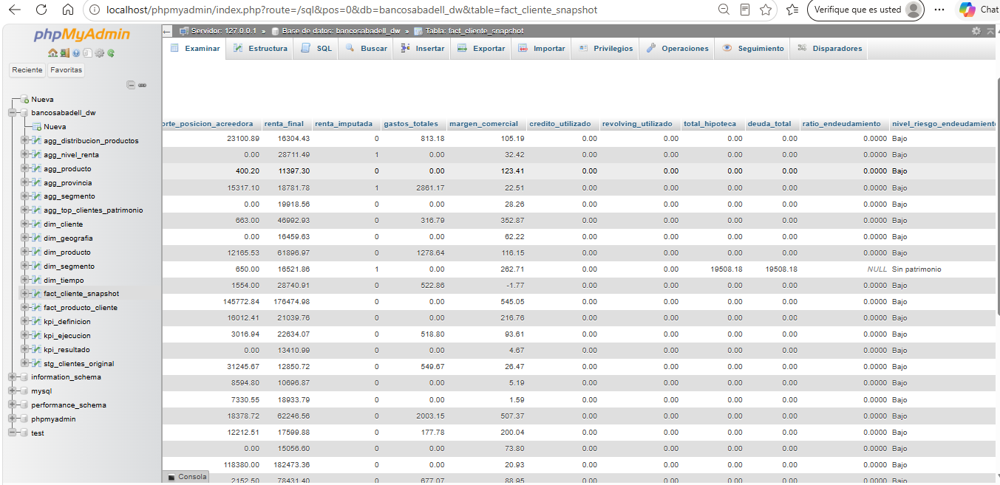 localhost/phpmyadmin/index.php?route=/sql&pos=0&db=bancosabadell_dw&table=fact_cliente_snapshot
Verifique que es usted
Chat
phpMyAdmin
Reciente Favoritas
Nueva
bancosabadell_dw
Nueva
agg_distribucion_productos
agg_nivel_renta
agg_producto
agg_provincia
agg_segmento
agg_top_clientes_patrimonio
dim_cliente
dim_geografia
dim_producto
dim_segmento
dim_tiempo
fact_cliente_snapshot
fact_producto_cliente
kpi_definicion
kpi_ejecucion
kpi_resultado
stg_clientes_original
information_schema
mysql
performance_schema
phpmyadmin
test
Servidor: 127.0.0.1 » Base de datos: bancosabadell_dw » Tabla: fact_cliente_snapshot
Examinar Estructura SQL Buscar Insertar Exportar Importar Privilegios Operaciones Seguimiento Disparadores
orte_posicion_acreedora renta_final renta_imputada gastos_totales margen_comercial credito_utilizado revolving_utilizado total_hipoteca deuda_total ratio_endeudamiento nivel_riesgo_endeudamiento
23100.89 16304.43 0 813.18 105.19 0.00 0.00 0.00 0.00 0.0000 Bajo
0.00 28711.49 1 0.00 32.42 0.00 0.00 0.00 0.00 0.0000 Bajo
400.20 11397.30 0 0.00 123.41 0.00 0.00 0.00 0.00 0.0000 Bajo
15317.10 18781.78 1 2861.17 22.51 0.00 0.00 0.00 0.00 0.0000 Bajo
0.00 19918.56 0 0.00 28.26 0.00 0.00 0.00 0.00 0.0000 Bajo
663.00 46992.93 0 316.79 352.87 0.00 0.00 0.00 0.00 0.0000 Bajo
0.00 16459.63 0 0.00 62.22 0.00 0.00 0.00 0.00 0.0000 Bajo
12165.53 61896.97 0 1278.64 116.15 0.00 0.00 0.00 0.00 0.0000 Bajo
650.00 16521.86 1 0.00 262.71 0.00 0.00 19508.18 19508.18 NULL Sin patrimonio
1554.00 28740.91 0 522.86 -1.77 0.00 0.00 0.00 0.00 0.0000 Bajo
145772.84 176474.98 0 0.00 545.05 0.00 0.00 0.00 0.00 0.0000 Bajo
16012.41 21039.76 0 0.00 216.76 0.00 0.00 0.00 0.00 0.0000 Bajo
3016.94 22634.07 0 518.80 93.61 0.00 0.00 0.00 0.00 0.0000 Bajo
0.00 13410.99 0 0.00 4.67 0.00 0.00 0.00 0.00 0.0000 Bajo
31245.67 12850.72 0 549.67 26.47 0.00 0.00 0.00 0.00 0.0000 Bajo
8594.80 10696.87 0 0.00 5.19 0.00 0.00 0.00 0.00 0.0000 Bajo
7330.55 18933.79 0 0.00 1.59 0.00 0.00 0.00 0.00 0.0000 Bajo
18378.72 62246.56 0 2003.15 507.37 0.00 0.00 0.00 0.00 0.0000 Bajo
12212.51 17599.88 0 177.78 200.04 0.00 0.00 0.00 0.00 0.0000 Bajo
0.00 15056.60 0 0.00 73.80 0.00 0.00 0.00 0.00 0.0000 Bajo
118380.00 182473.36 0 0.00 20.93 0.00 0.00 0.00 0.00 0.0000 Bajo
2152.50 78431.40 0 677.07 88.95 0.00 0.00 0.00 0.00 0.0000 Bajo
Consola